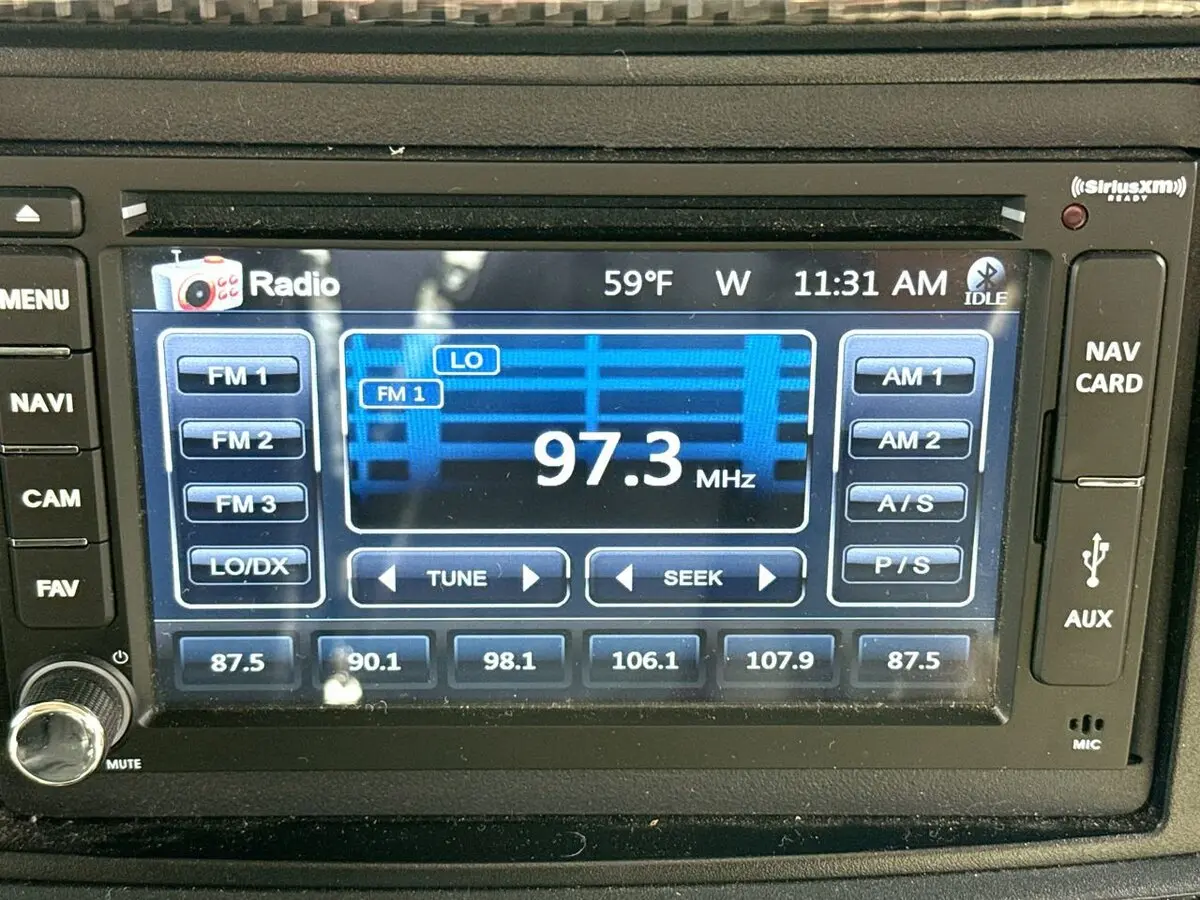 SiriusXM
READY
Radio 59°F W 11:31 AM IDLE
MENU
NAVI
CAM
FAV
MUTE
FM 1
FM 2
FM 3
LO/DX
LO
FM 1
97.3 MHz
TUNE
SEEK
AM 1
AM 2
A / S
P / S
87.5 90.1 98.1 106.1 107.9 87.5
NAV
CARD
AUX
MIC